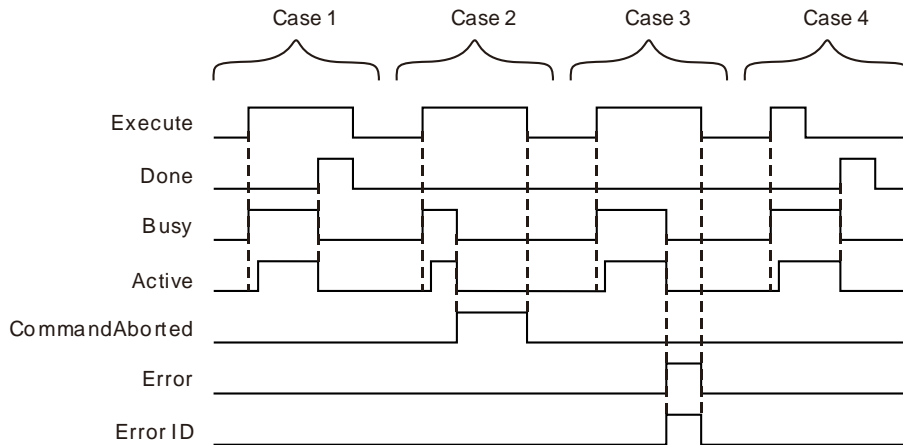 Case 1 Case 2 Case 3 Case 4
Execute
Done
Busy
Active
CommandAborted
Error
Error ID